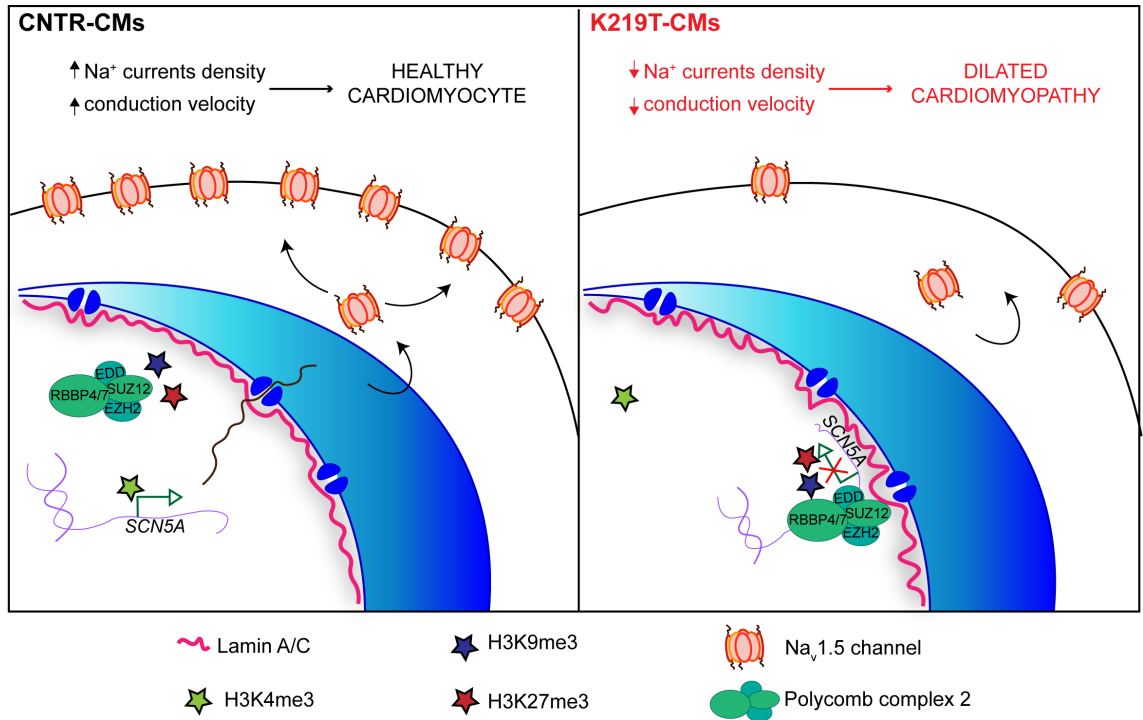 CNTR-CMs
Na⁺ currents density
conduction velocity
HEALTHY
CARDIOMYOCYTE
EDD
RBBP4/7
SUZ12
EZH2
SCN5A
K219T-CMs
Na⁺ currents density
conduction velocity
DILATED
CARDIOMYOPATHY
SCN5A
EDD
RBBP4/7
SUZ12
EZH2
Lamin A/C
H3K9me3
Naᵥ1.5 channel
H3K4me3
H3K27me3
Polycomb complex 2